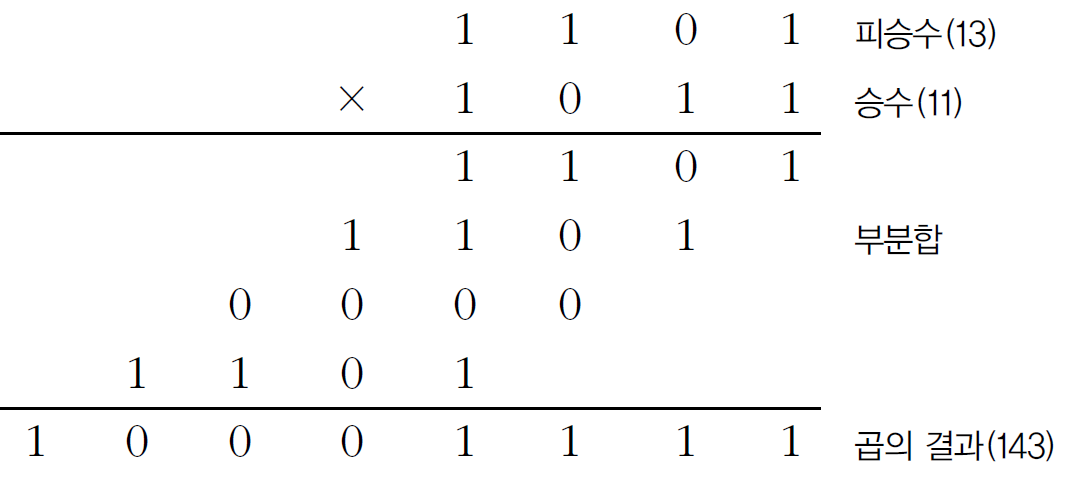 1 1 0 1 피승수(13)
× 1 0 1 1 승수(11)
1 1 0 1
1 1 0 1 부분합
0 0 0 0
1 1 0 1
1 0 0 0 1 1 1 1 곱의 결과(143)